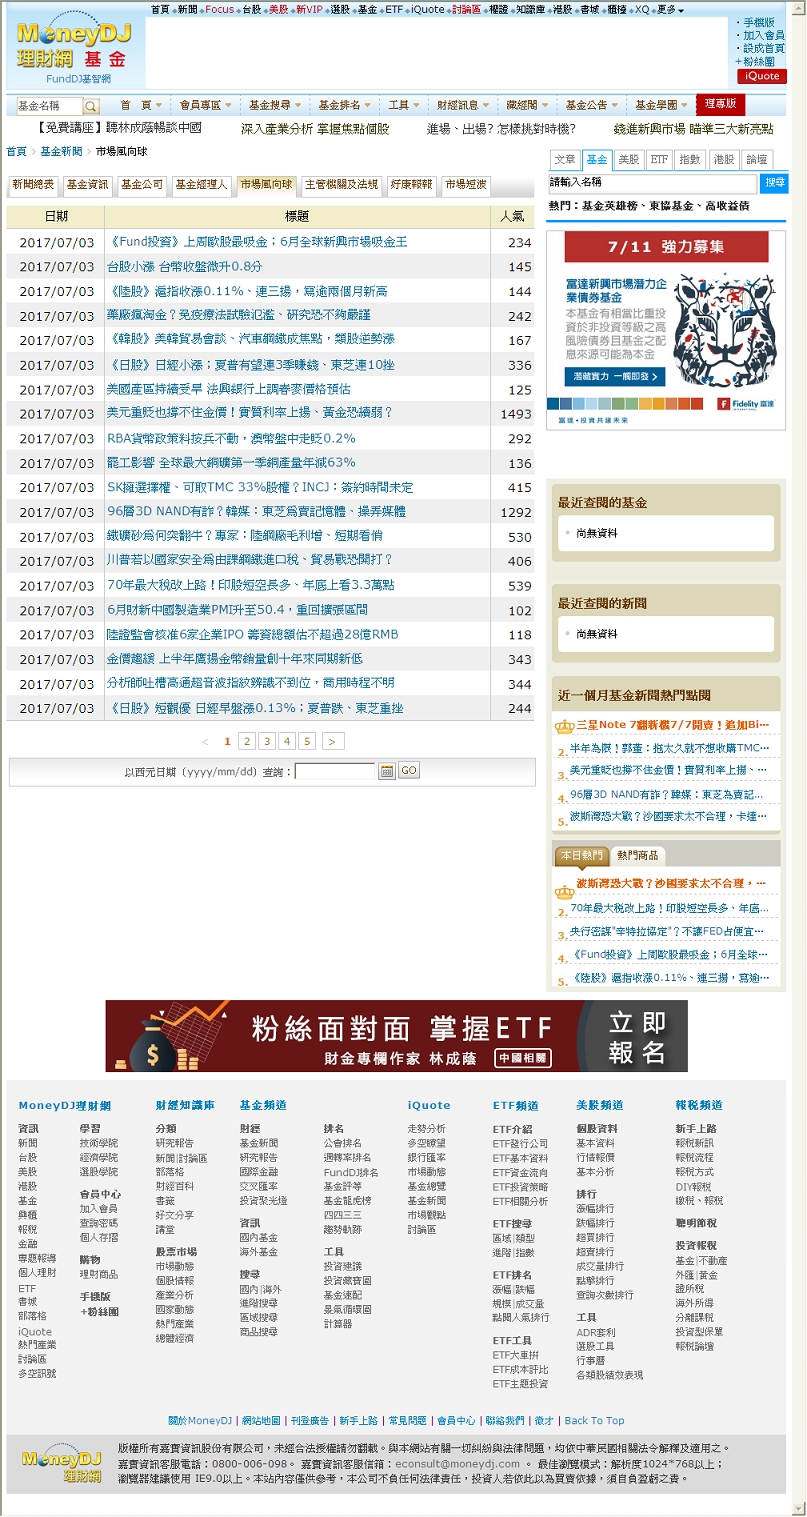 首頁 新聞 Focus 台股 美股 新VIP 選股 基金 ETF iQuote 討論區 權證 知識庫 港股 書城 櫃檯 XQ 更多
MoneyDJ
理財網 基金
FundDJ基智網
手機版
加入會員
設成首頁
+粉絲團
iQuote
基金名稱
首 頁 會員專區 基金搜尋 基金排名 工具 財經訊息 藏經閣 基金公告 基金學園 理專版
【免費講座】聽林成蔭暢談中國 深入產業分析 掌握焦點個股 進場、出場? 怎樣挑對時機? 錢進新興市場 瞄準三大新亮點
首頁 > 基金新聞 > 市場風向球
新聞總表 基金資訊 基金公司 基金經理人 市場風向球 主管機關及法規 好康報報 市場短波
日期 標題 人氣
2017/07/03 《Fund投資》上周歐股最吸金；6月全球新興市場吸金王 234
2017/07/03 台股小漲 台幣收盤微升0.8分 145
2017/07/03 《陸股》滬指收漲0.11%、連三揚，寫逾兩個月新高 144
2017/07/03 藥廠瘋淘金？免疫療法試驗氾濫、研究恐不夠嚴謹 242
2017/07/03 《韓股》美韓貿易會談、汽車鋼鐵成焦點，類股逆勢漲 167
2017/07/03 《日股》日經小漲；夏普有望連3季賺錢、東芝連10挫 336
2017/07/03 美國產區持續受旱 法興銀行上調春麥價格預估 125
2017/07/03 美元重貶也撐不住金價！實質利率上揚、黃金恐續弱？ 1493
2017/07/03 RBA貨幣政策料按兵不動，澳幣盤中走貶0.2% 292
2017/07/03 罷工影響 全球最大銅礦第一季銅產量年減63% 136
2017/07/03 SK擁選擇權、可取TMC 33%股權？INCJ：簽約時間未定 415
2017/07/03 96層3D NAND有詐？韓媒：東芝為賣記憶體、操弄媒體 1292
2017/07/03 鐵礦砂為何突翻牛？專家：陸鋼廠毛利增、短期看俏 530
2017/07/03 川普若以國家安全為由課鋼鐵進口稅、貿易戰恐開打？ 406
2017/07/03 70年最大稅改上路！印股短空長多、年底上看3.3萬點 539
2017/07/03 6月財新中國製造業PMI升至50.4，重回擴張區間 102
2017/07/03 陸證監會核准6家企業IPO 籌資總額估不超過28億RMB 118
2017/07/03 金價趨緩 上半年鷹揚金幣銷量創十年來同期新低 343
2017/07/03 分析師吐槽高通超音波指紋辨識不到位，商用時程不明 344
2017/07/03 《日股》短觀優 日經早盤漲0.13%；夏普跌、東芝重挫 244
< 1 2 3 4 5 >
以西元日期（yyyy/mm/dd）查詢： GO
文章 基金 美股 ETF 指數 港股 論壇
請輸入名稱 搜尋
熱門：基金英雄榜、東協基金、高收益債
7/11 強力募集
富達新興市場潛力企業債券基金
本基金有相當比重投
資於非投資等級之高
風險債券且基金之配
息來源可能為本金
潛藏實力 一觸即發 >
Fidelity 富達
INTERNATIONAL
富達•投資共建未來
最近查閱的基金
尚無資料
最近查閱的新聞
尚無資料
近一個月基金新聞熱門點閱
三星Note 7翻新機7/7開賣！追加Bi…
2. 半年為限！郭董：拖太久就不想收購TMC…
3. 美元重貶也撐不住金價！實質利率上揚、…
4. 96層3D NAND有詐？韓媒：東芝為賣記…
5. 波斯灣恐大戰？沙國要求太不合理，卡達…
本日熱門 熱門商品
波斯灣恐大戰？沙國要求太不合理，…
2. 70年最大稅改上路！印股短空長多、年底…
3. 央行密謀"辛特拉協定"？不讓FED占便宜…
4. 《Fund投資》上周歐股最吸金；6月全球…
5. 《陸股》滬指收漲0.11%、連三揚，寫逾…
粉絲面對面 掌握ETF
財金專欄作家 林成蔭 中國相關
立即
報名
MoneyDJ理財網
資訊
新聞
台股
美股
港股
基金
興櫃
報稅
金融
專題報導
個人理財
ETF
書城
部落格
iQuote
熱門產業
討論區
多空訊號
學習
技術學院
經濟學院
選股學院
會員中心
加入會員
查詢密碼
個人存摺
購物
理財商品
手機版
+粉絲團
財經知識庫
分類
研究報告
新聞|討論區
部落格
財經百科
書籤
好文分享
講堂
股票市場
市場動態
個股情報
產業分析
國家動態
熱門產業
總體經濟
基金頻道
財經
基金新聞
研究報告
國際金融
交叉匯率
投資聚光燈
資訊
國內基金
海外基金
搜尋
國內|海外
進階搜尋
區域搜尋
商品搜尋
排名
公會排名
週轉率排名
FundDJ排名
基金評等
基金龍虎榜
四四三三
趨勢軌跡
工具
投資建議
投資藏寶圖
基金速配
景氣循環圖
計算器
iQuote
走勢分析
多空瞭望
銀行匯率
市場動態
基金總覽
基金新聞
市場觀點
討論區
ETF頻道
ETF介紹
ETF發行公司
ETF基本資料
ETF資金流向
ETF投資策略
ETF相關分析
ETF搜尋
區域|類型
進階|指數
ETF排名
漲幅|跌幅
規模|成交量
點閱人氣排行
ETF工具
ETF大車拚
ETF成本評比
ETF主題投資
美股頻道
個股資料
基本資料
行情報價
基本分析
排行
漲幅排行
跌幅排行
超買排行
超賣排行
成交量排行
點擊排行
查詢次數排行
工具
ADR套利
選股工具
行事曆
各類股績效表現
報稅頻道
新手上路
報稅新訊
報稅流程
報稅方式
DIY報稅
繳稅、報稅
聰明節稅
投資報稅
基金|不動產
外匯|黃金
證所稅
海外所得
分離課稅
投資型保單
報稅論壇
關於MoneyDJ | 網站地圖 | 刊登廣告 | 新手上路 | 常見問題 | 會員中心 | 聯絡我們 | 徵才 | Back To Top
MoneyDJ
理財網
版權所有嘉實資訊股份有限公司，未經合法授權請勿翻載。與本網站有關一切糾紛與法律問題，均依中華民國相關法令解釋及適用之。
嘉實資訊客服電話：0800-006-098。 嘉實資訊客服信箱：econsult@moneydj.com 。 最佳瀏覽模式：解析度1024*768以上；
瀏覽器建議使用 IE9.0以上。本站內容僅供參考，本公司不負任何法律責任，投資人若依此以為買賣依據，須自負盈虧之責。